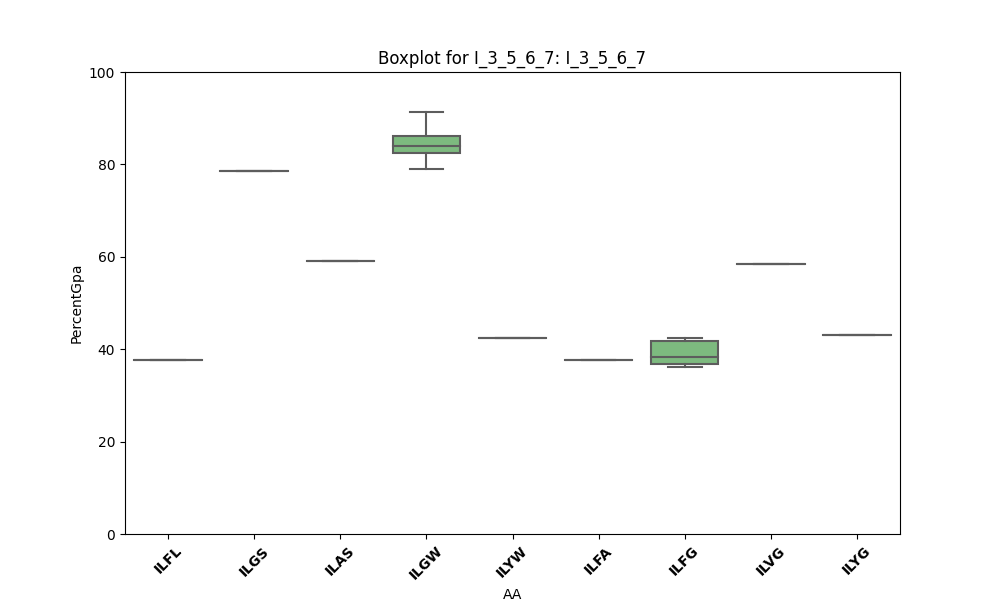 Boxplot for I_3_5_6_7: I_3_5_6_7
100
80
60
40
20
0
PercentGpa
ILFL
ILGS
ILAS
ILGW
ILYW
ILFA
ILFG
ILVG
ILYG
AA